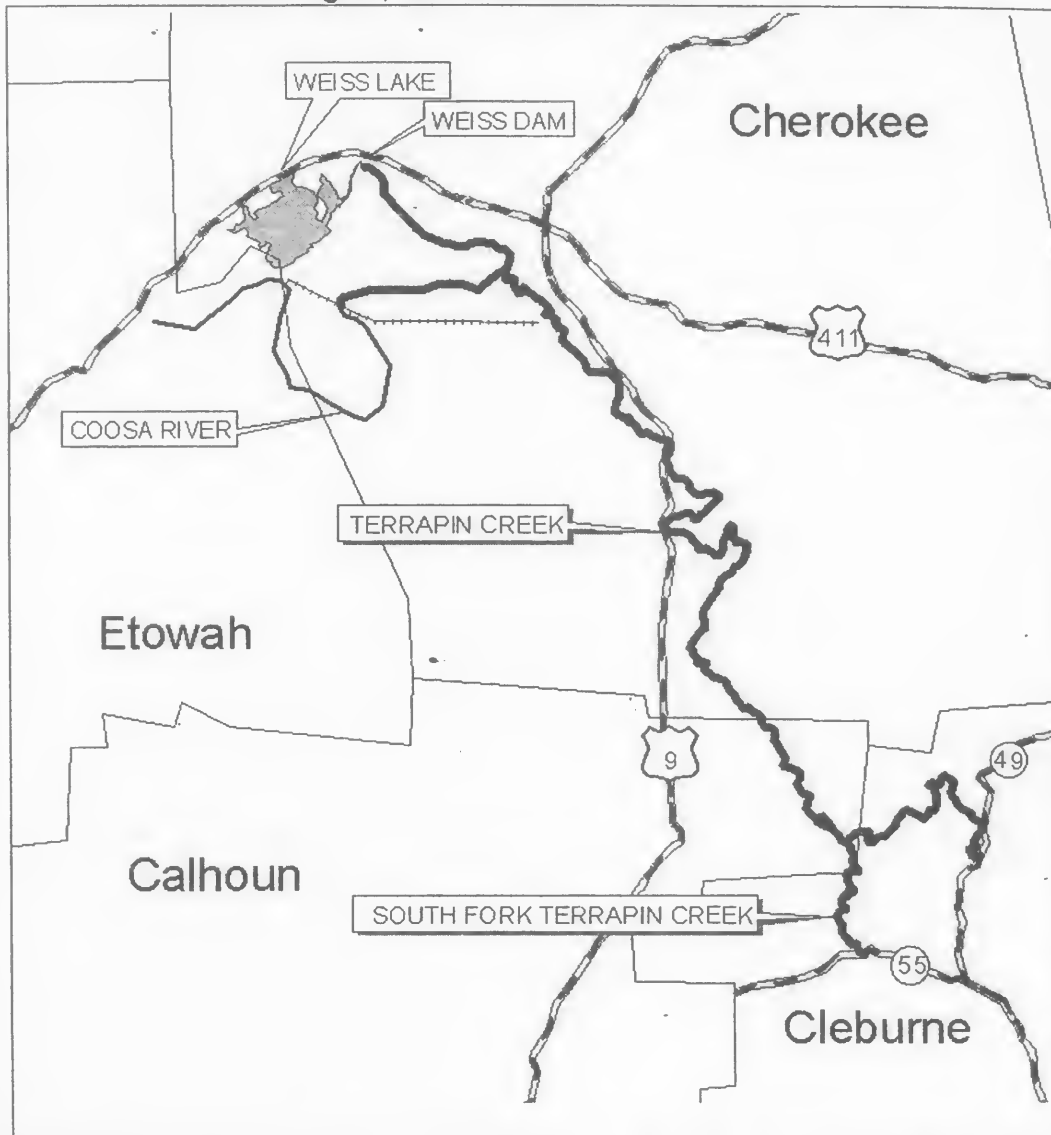 WEISS LAKE
WEISS DAM
Cherokee
411
COOSA RIVER
TERRAPIN CREEK
Etowah
9
49
Calhoun
SOUTH FORK TERRAPIN CREEK
55
Cleburne